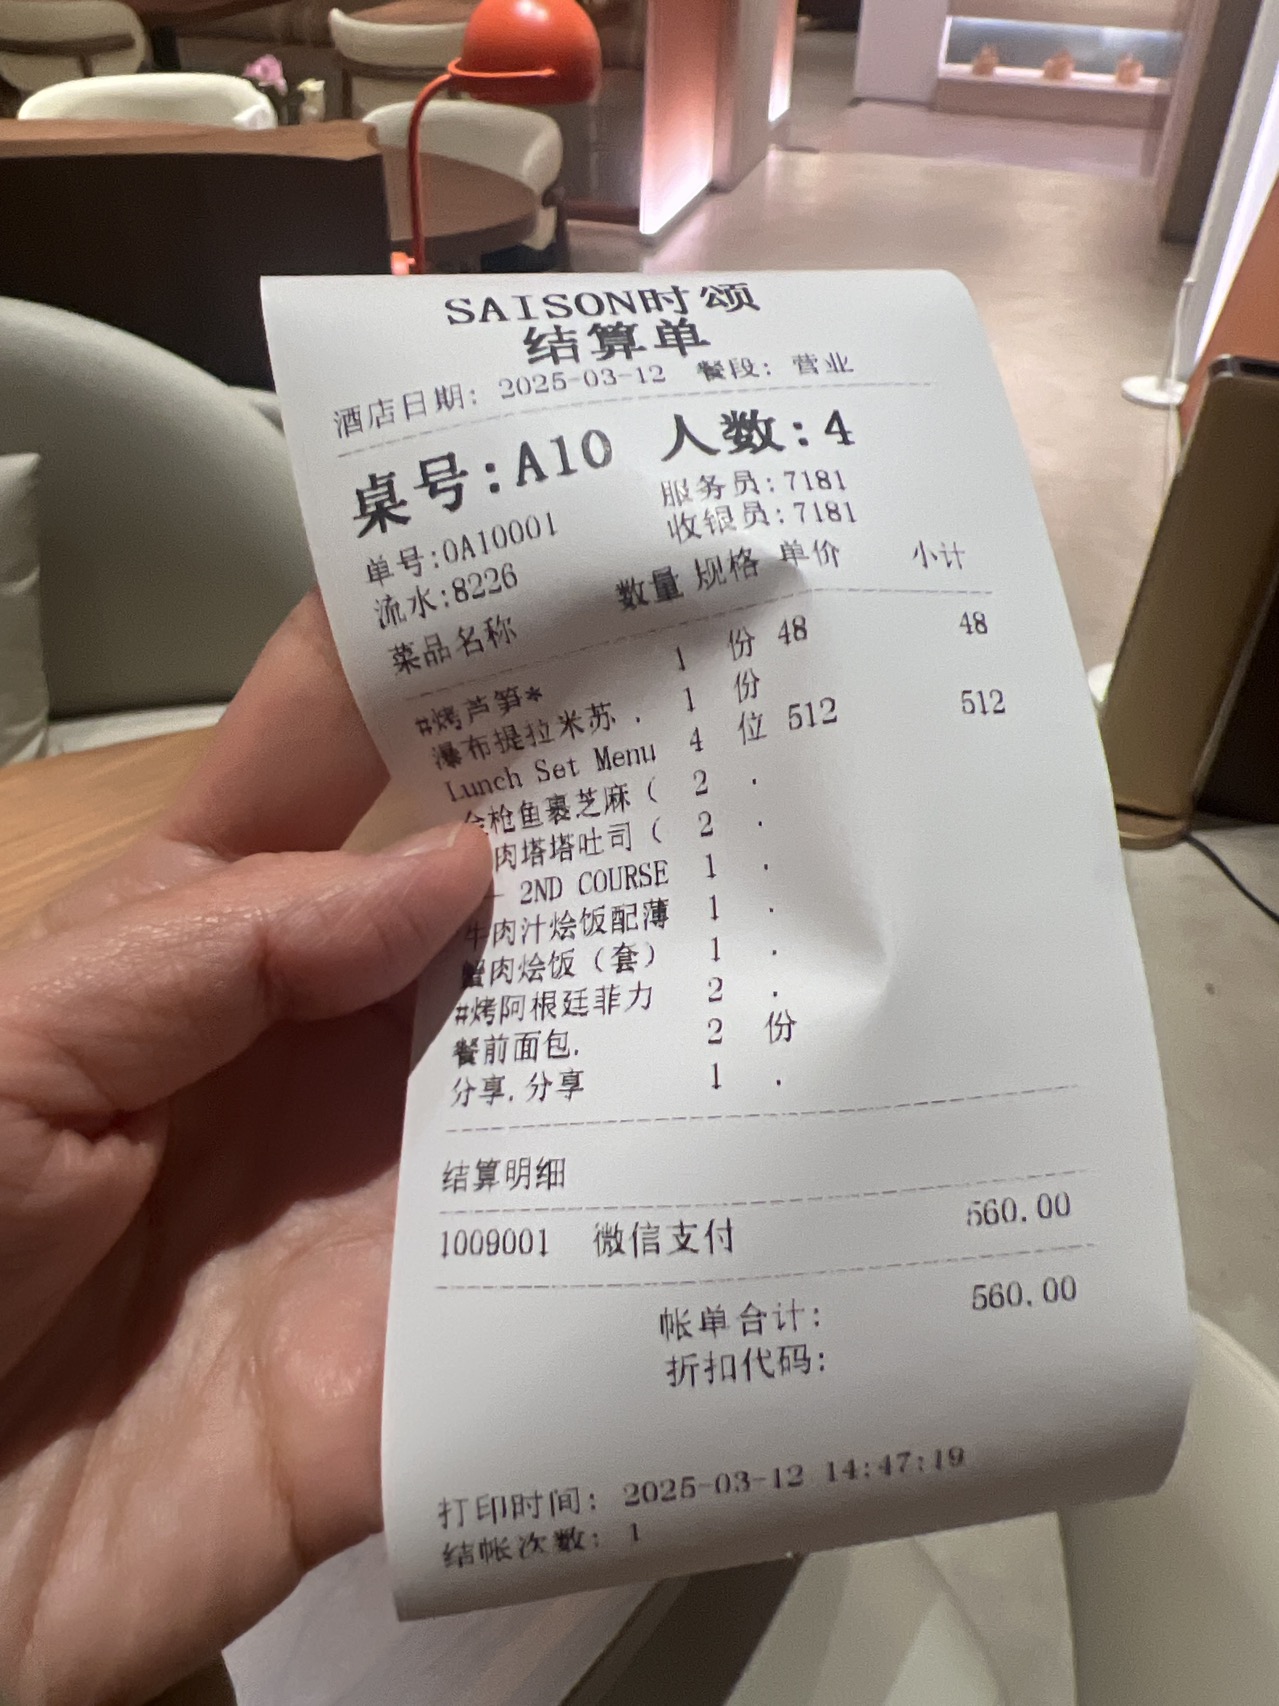 SAISON时颂
结算单
酒店日期: 2025-03-12 餐段: 营业
桌号:A10 人数:4
单号:0A10001 服务员:7181
流水:8226 收银员:7181
菜品名称 数量 规格 单价 小计
#烤芦笋* 1 份 48 48
瀑布提拉米苏 . 1 份
Lunch Set Menu 4 位 512 512
金枪鱼裹芝麻( 2 .
肉塔塔吐司( 2 .
- 2ND COURSE 1 .
牛肉汁烩饭配薄 1 .
蟹肉烩饭(套) 1 .
#烤阿根廷菲力 2 .
餐前面包. 2 份
分享.分享 1 .
结算明细
1009001 微信支付 560.00
帐单合计: 560.00
折扣代码:
打印时间: 2025-03-12 14:47:19
结帐次数: 1